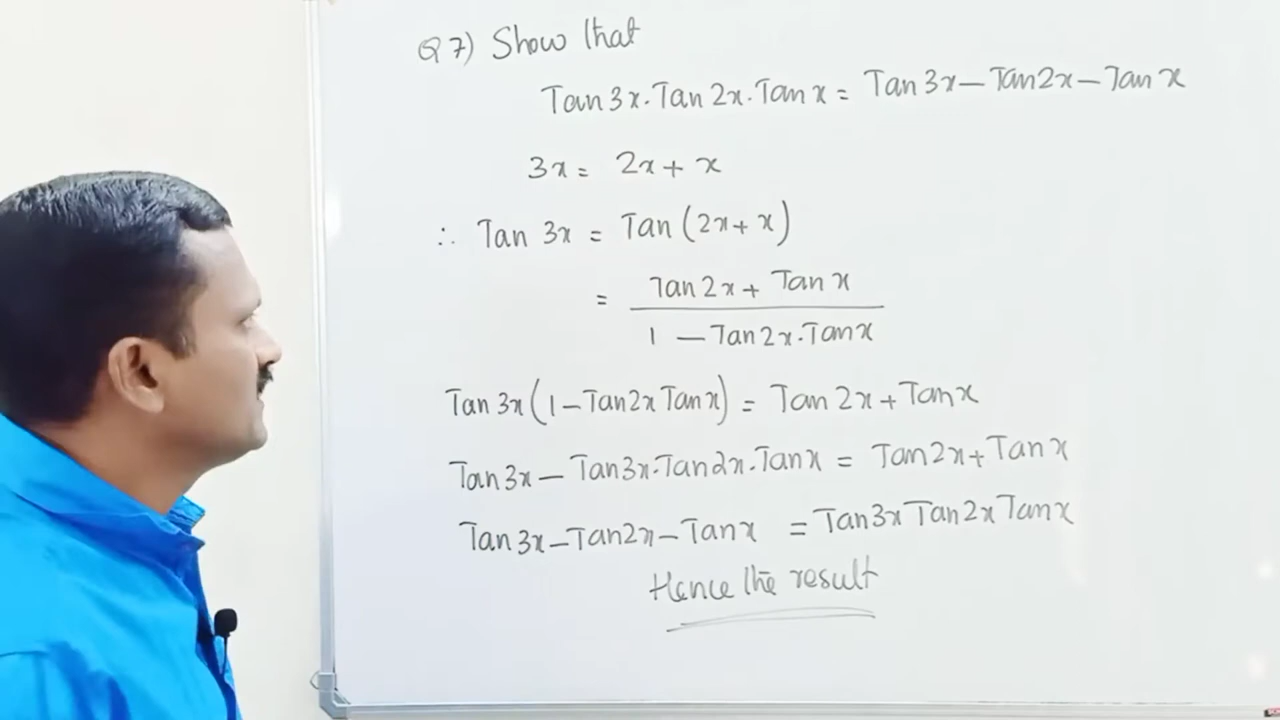 Q7) Show that
Tan 3x . Tan 2x . Tan x = Tan 3x - Tan 2x - Tan x
3x = 2x + x
∴ Tan 3x = Tan (2x + x)
= Tan 2x + Tan x
1 - Tan 2x . Tan x
Tan 3x (1 - Tan 2x Tan x) = Tan 2x + Tan x
Tan 3x - Tan 3x . Tan 2x . Tan x = Tan 2x + Tan x
Tan 3x - Tan 2x - Tan x = Tan 3x Tan 2x Tan x
Hence the result